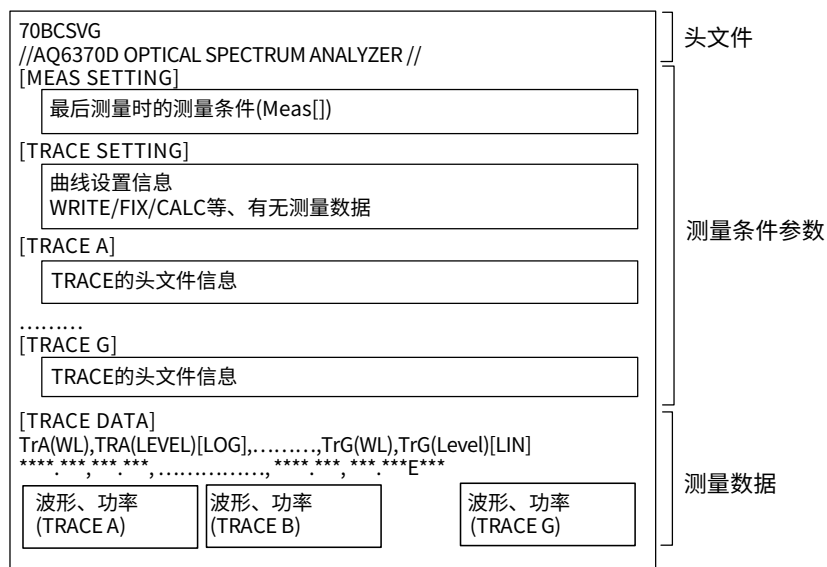 70BCSVG
//AQ6370D OPTICAL SPECTRUM ANALYZER //
头文件
[MEAS SETTING]
最后测量时的测量条件(Meas[])
[TRACE SETTING]
曲线设置信息
WRITE/FIX/CALC等、有无测量数据
测量条件参数
[TRACE A]
TRACE的头文件信息
………
[TRACE G]
TRACE的头文件信息
[TRACE DATA]
TrA(WL),TRA(LEVEL)[LOG],………,TrG(WL),TrG(Level)[LIN]
****.***,***.***, ……………, ****.***, ***.***E***
测量数据
波形、功率
(TRACE A)
波形、功率
(TRACE B)
波形、功率
(TRACE G)